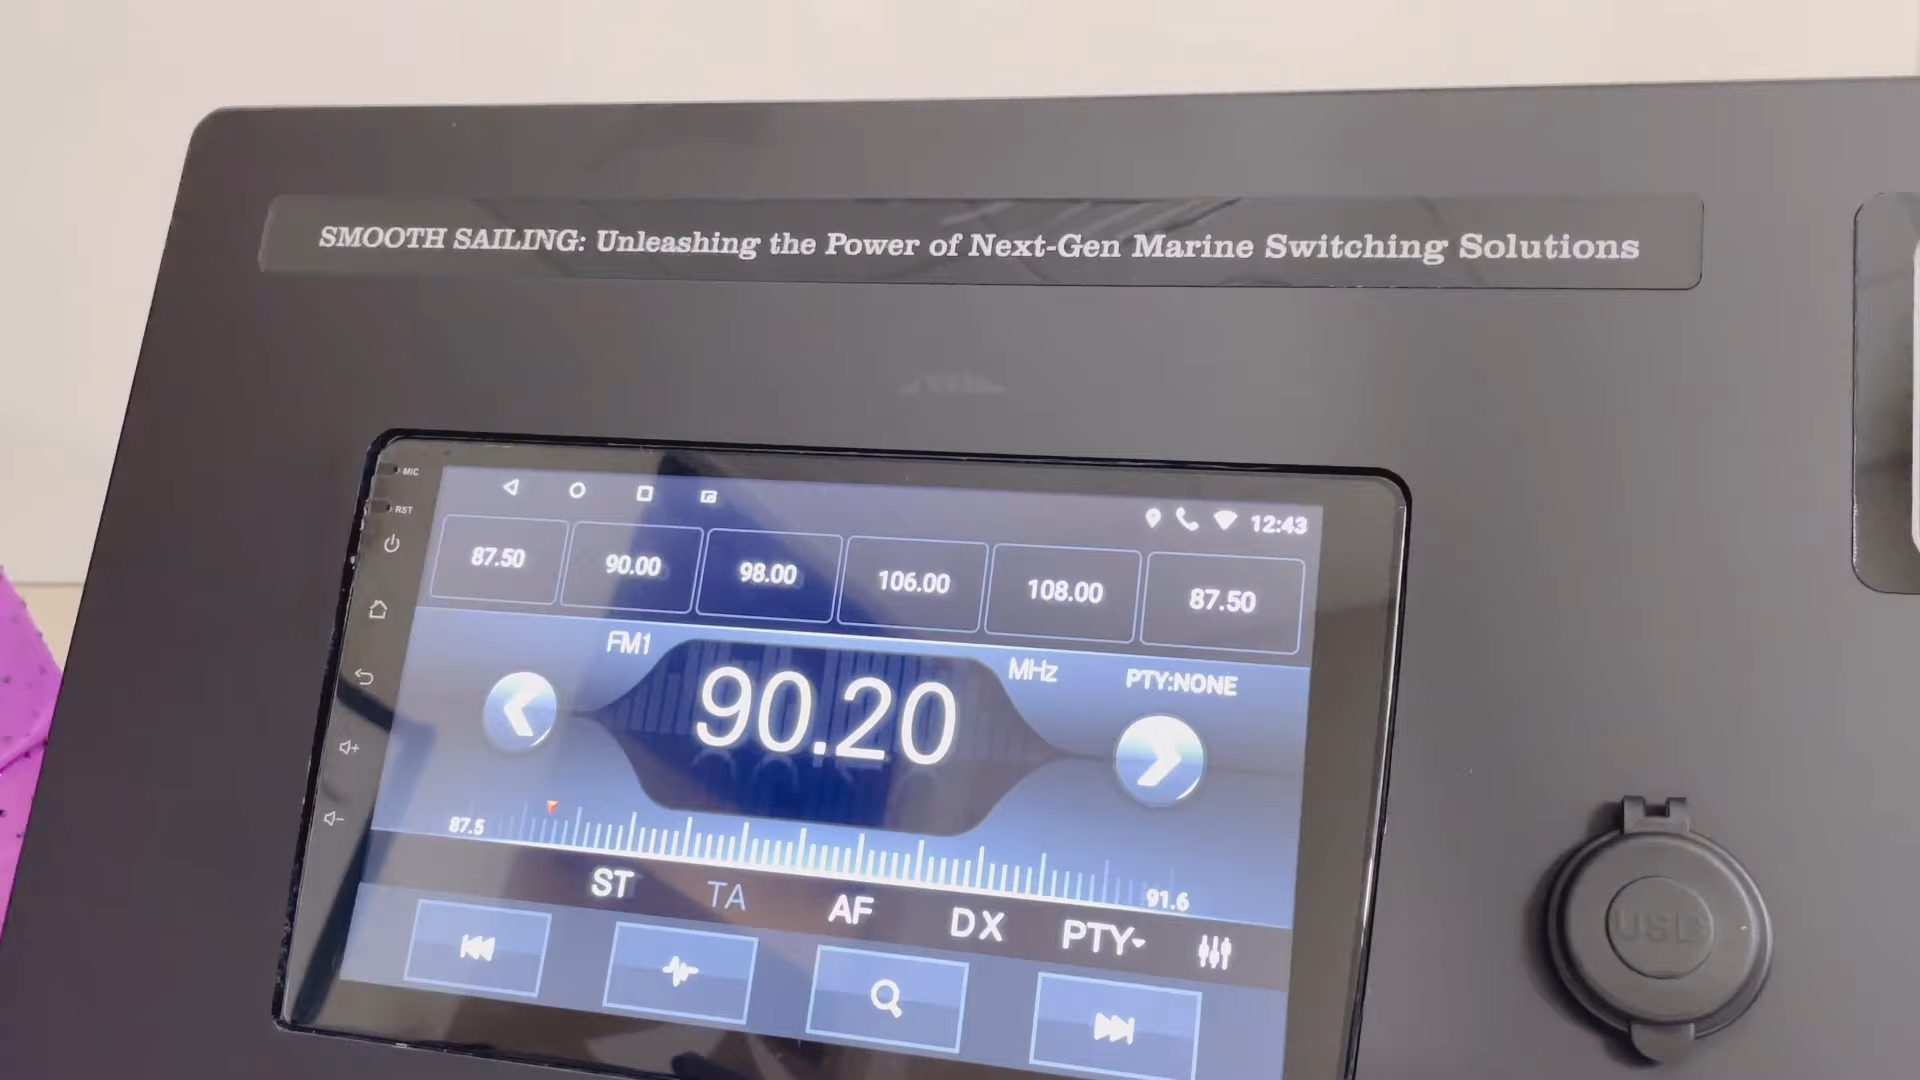 SMOOTH SAILING: Unleashing the Power of Next-Gen Marine Switching Solutions
MIC
RST
12:43
87.50 90.00 98.00 106.00 108.00 87.50
FM1 90.20 MHz PTY:NONE
87.5 91.6
ST TA AF DX PTY
USB